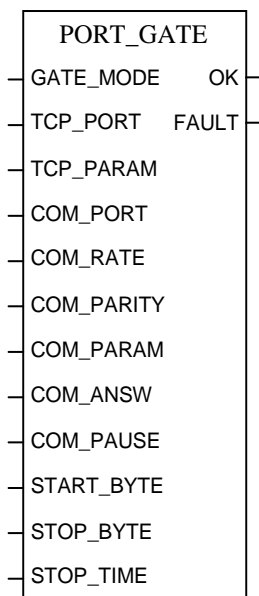 PORT_GATE
GATE_MODE OK
TCP_PORT FAULT
TCP_PARAM
COM_PORT
COM_RATE
COM_PARITY
COM_PARAM
COM_ANSW
COM_PAUSE
START_BYTE
STOP_BYTE
STOP_TIME